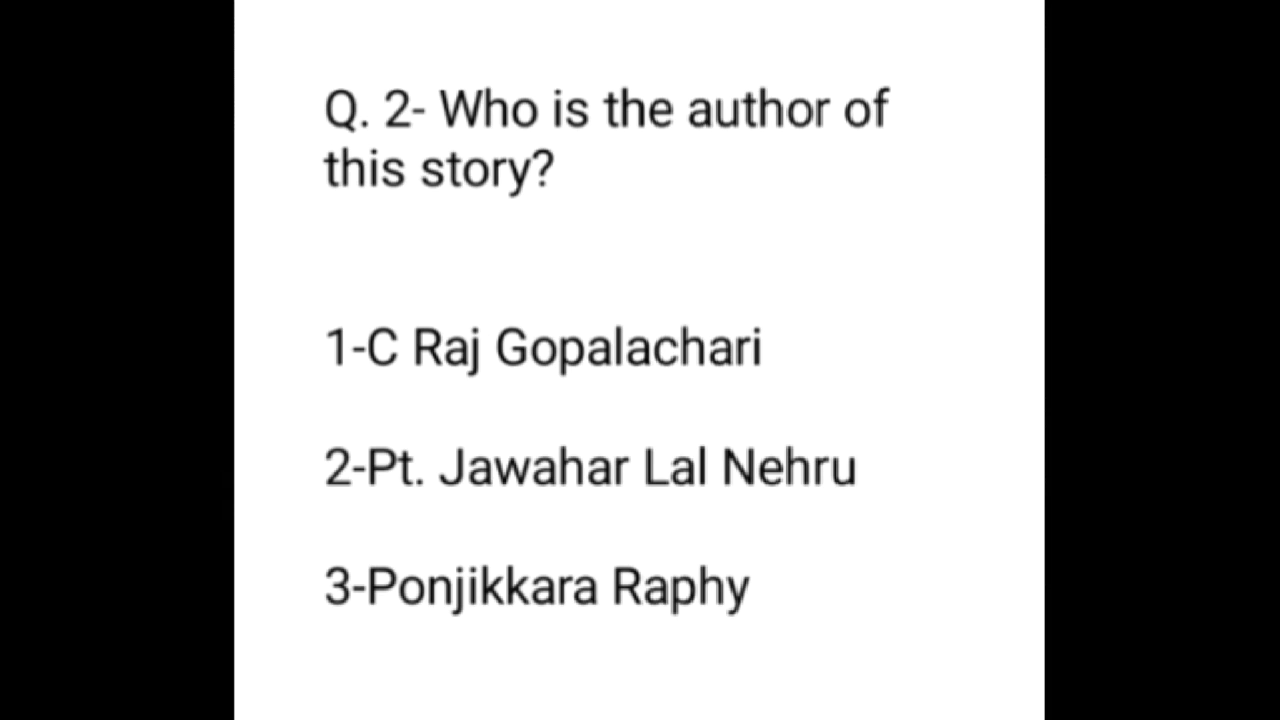 Q. 2- Who is the author of
this story?
1-C Raj Gopalachari
2-Pt. Jawahar Lal Nehru
3-Ponjikkara Raphy